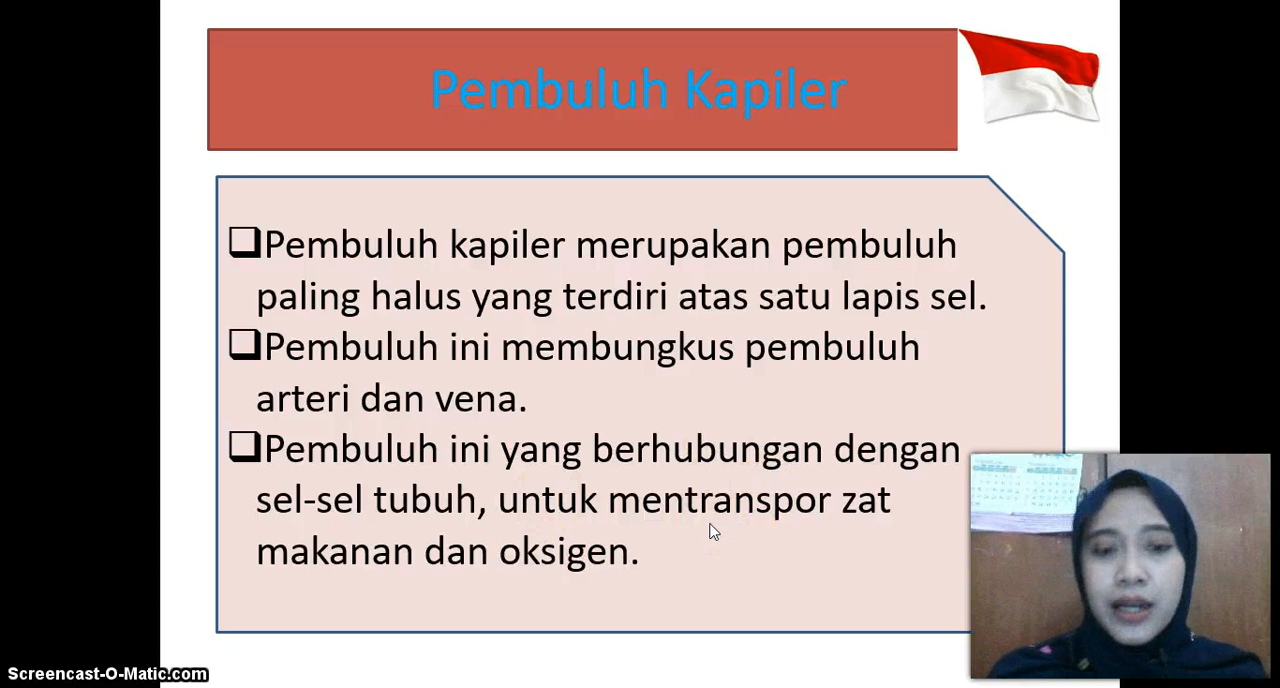 Pembuluh Kapiler
Pembuluh kapiler merupakan pembuluh
paling halus yang terdiri atas satu lapis sel.
Pembuluh ini membungkus pembuluh
arteri dan vena.
Pembuluh ini yang berhubungan dengan
sel-sel tubuh, untuk mentranspor zat
makanan dan oksigen.
Screencast-O-Matic.com